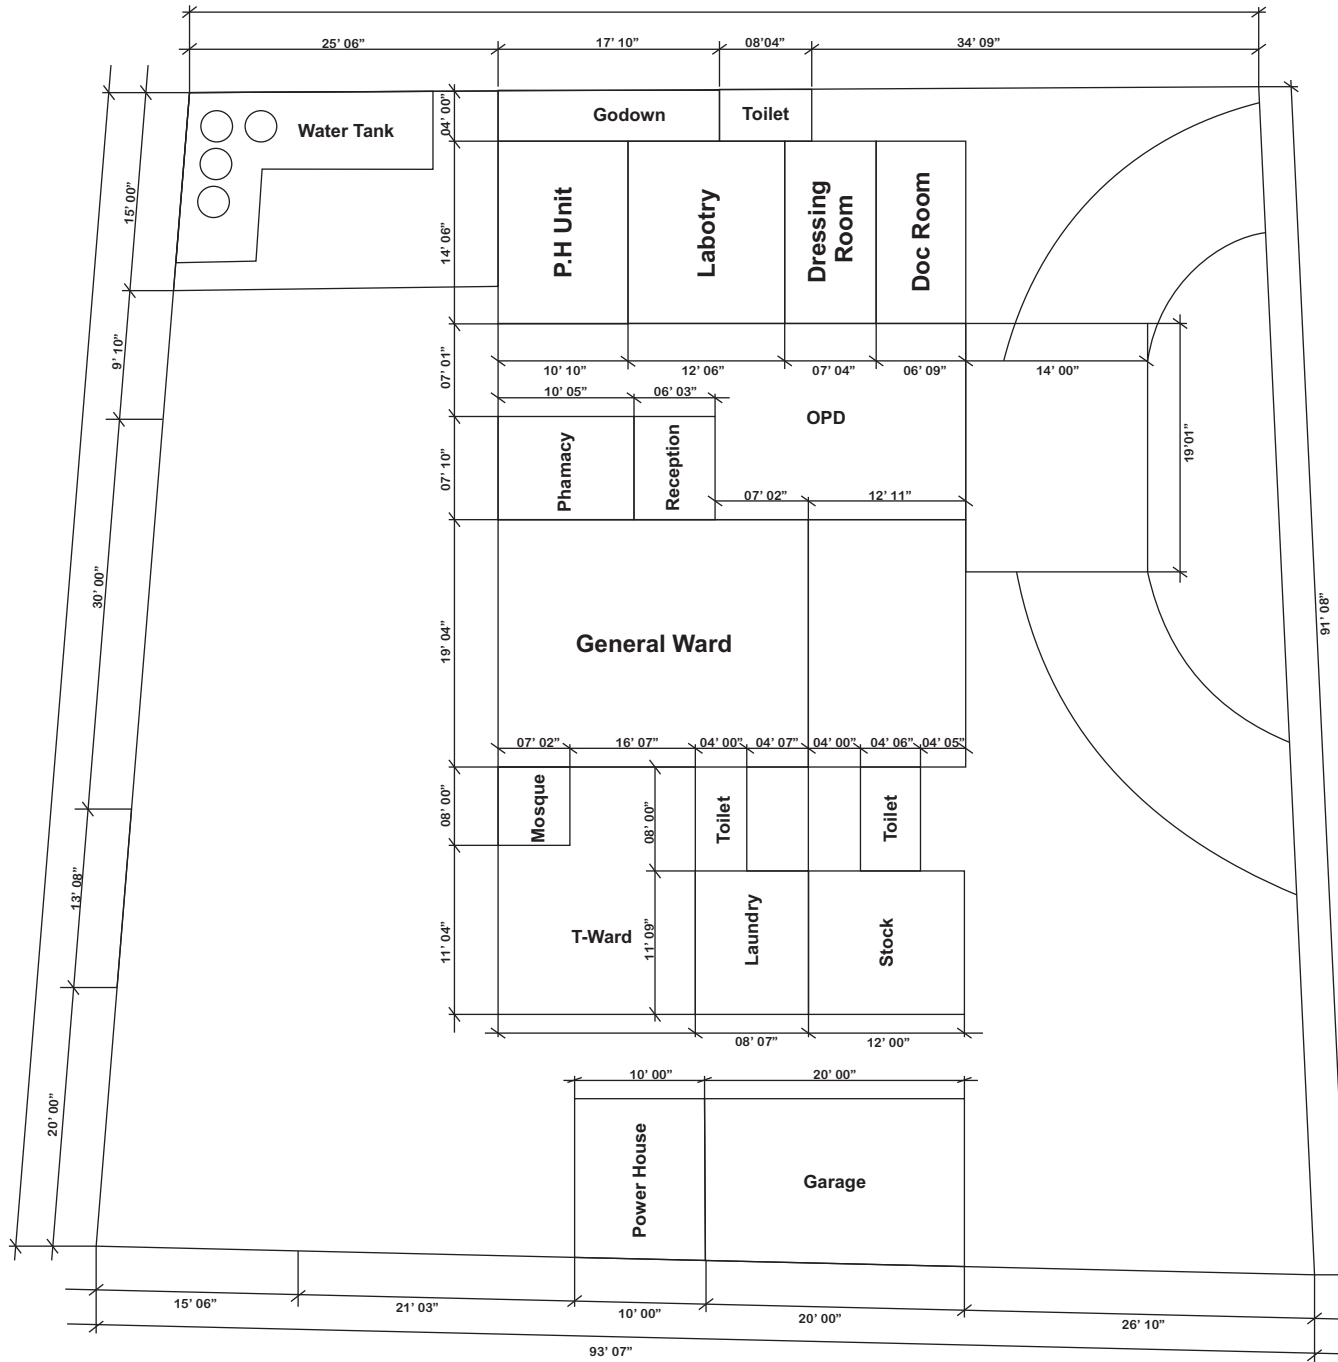 25' 06”
17' 10”
08'04”
34' 09”
04' 00”
Godown
Toilet
Water Tank
15' 00”
14' 06”
P.H Unit
Labotry
Dressing
Room
Doc Room
9' 10”
07' 01”
10' 10”
12' 06”
07' 04”
06' 09”
14' 00”
10' 05”
06' 03”
OPD
19'01”
07' 10”
Phamacy
Reception
07' 02”
12' 11”
30' 00”
19' 04”
General Ward
91' 08”
07' 02”
16' 07”
04' 00”
04' 07”
04' 00”
04' 06”
04' 05”
08' 00”
Mosque
08' 00”
Toilet
Toilet
13' 08”
11' 04”
T-Ward
11' 09”
Laundry
Stock
08' 07”
12' 00”
20' 00”
10' 00”
20' 00”
Power House
Garage
15' 06”
21' 03”
10' 00”
20' 00”
26' 10”
93' 07”